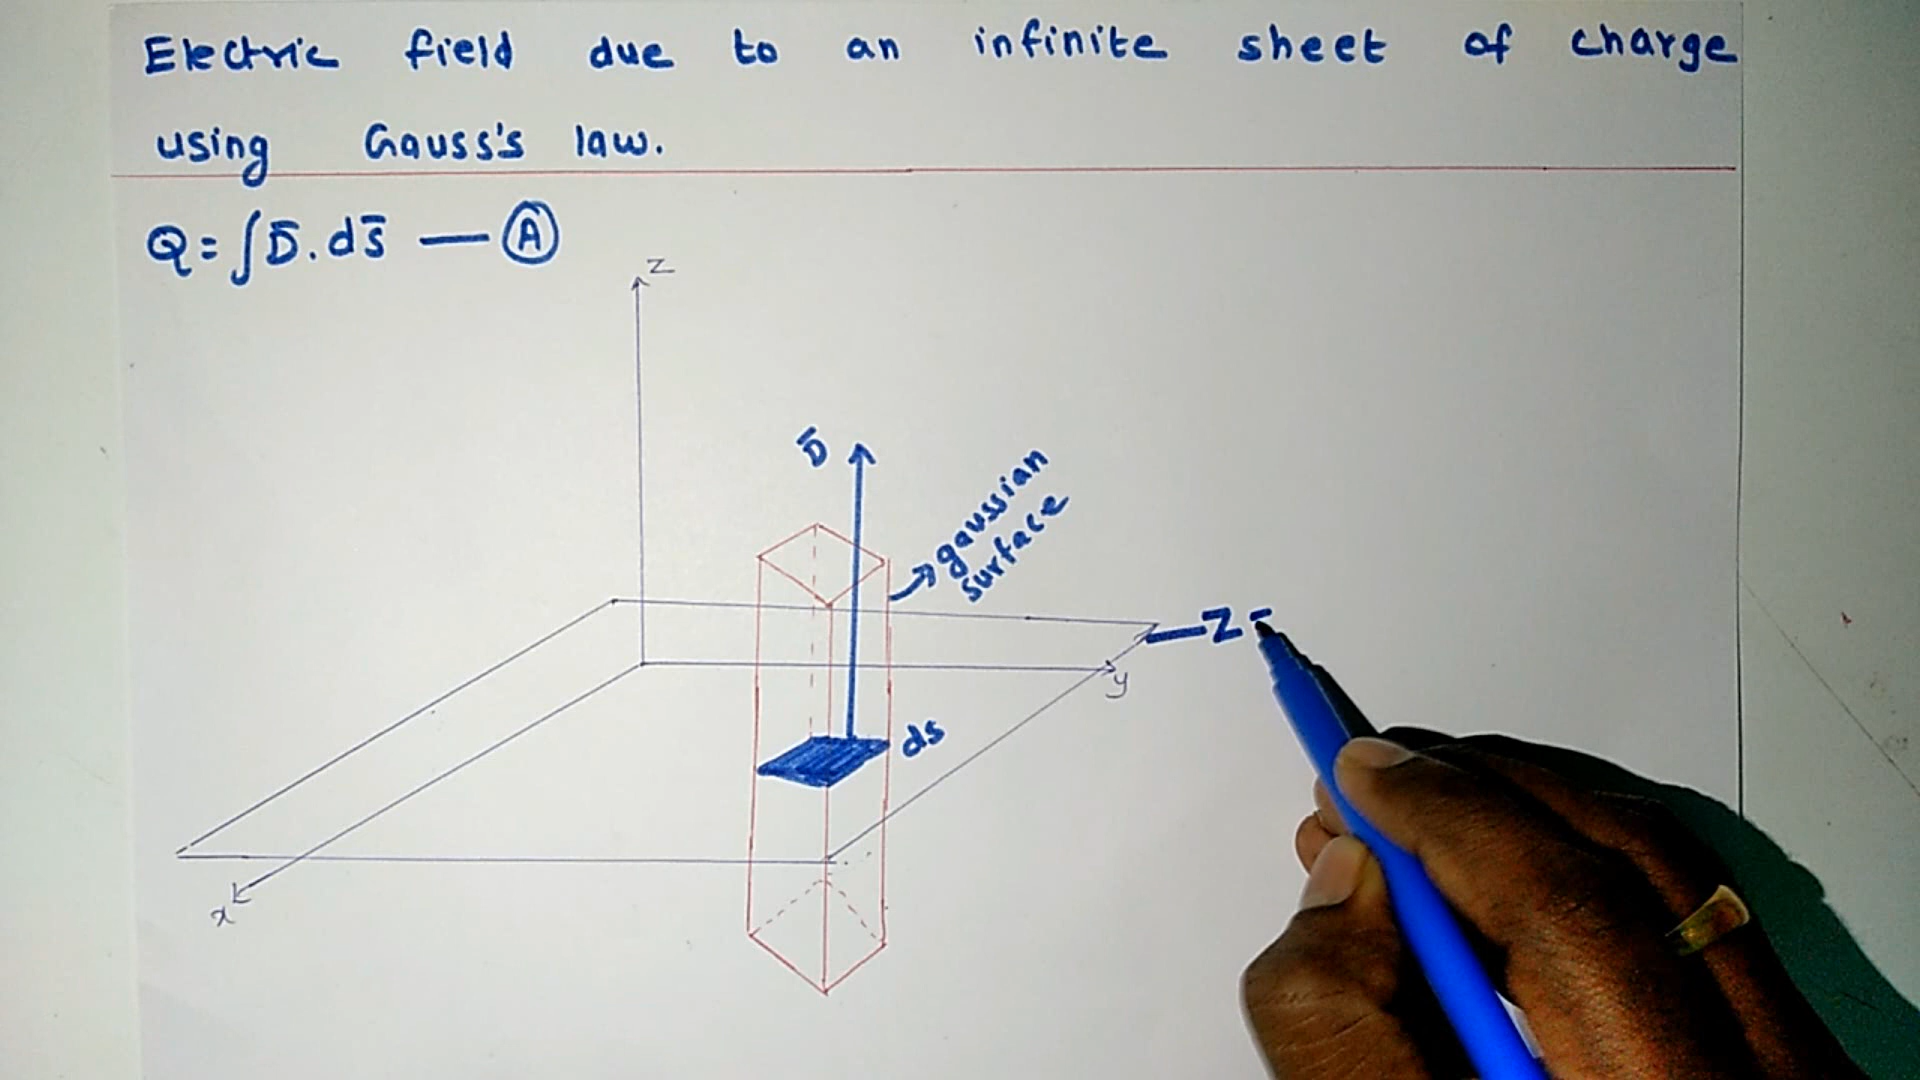 Electric field due to an infinite sheet of charge
using Gauss's law.
Q = ∫ D̄ . ds̄ — Ⓐ
z
D̄
gaussian
surface
Z -
y
ds
x